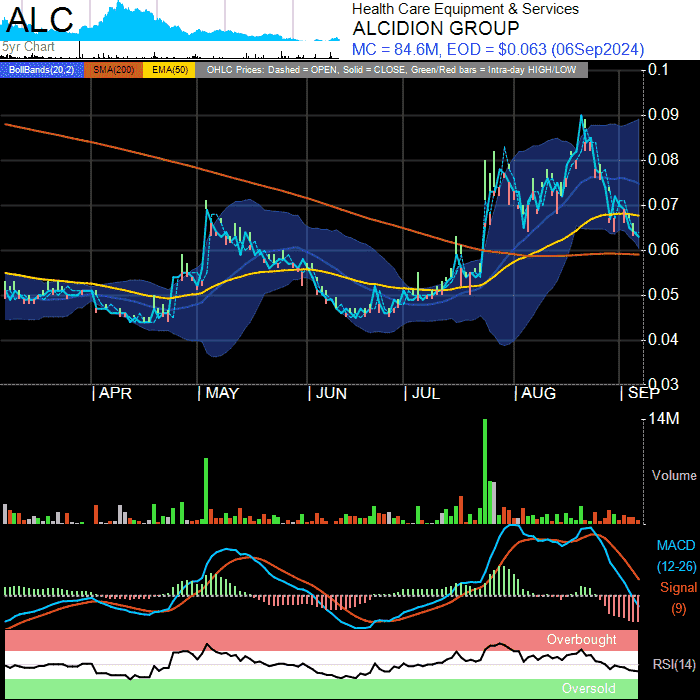 ALC
5yr Chart
Health Care Equipment & Services
ALCIDION GROUP
MC = 84.6M, EOD = $0.063 (06Sep2024)
BollBands(20,2) SMA(200) EMA(50) OHLC Prices: Dashed = OPEN, Solid = CLOSE, Green/Red bars = Intra-day HIGH/LOW
0.1
0.09
0.08
0.07
0.06
0.05
0.04
0.03
| APR | MAY | JUN | JUL | AUG | SEP
14M
Volume
MACD
(12-26)
Signal
(9)
Overbought
RSI(14)
Oversold